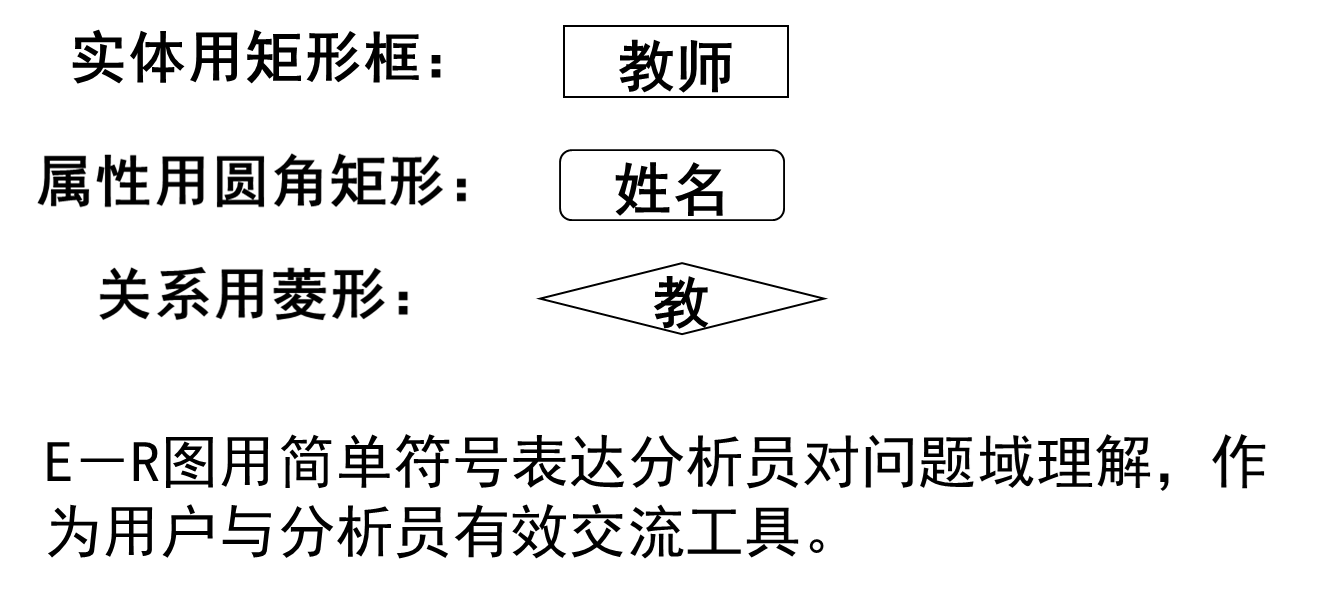 实体用矩形框： 教师
属性用圆角矩形： 姓名
关系用菱形： 教
E－R图用简单符号表达分析员对问题域理解，作
为用户与分析员有效交流工具。